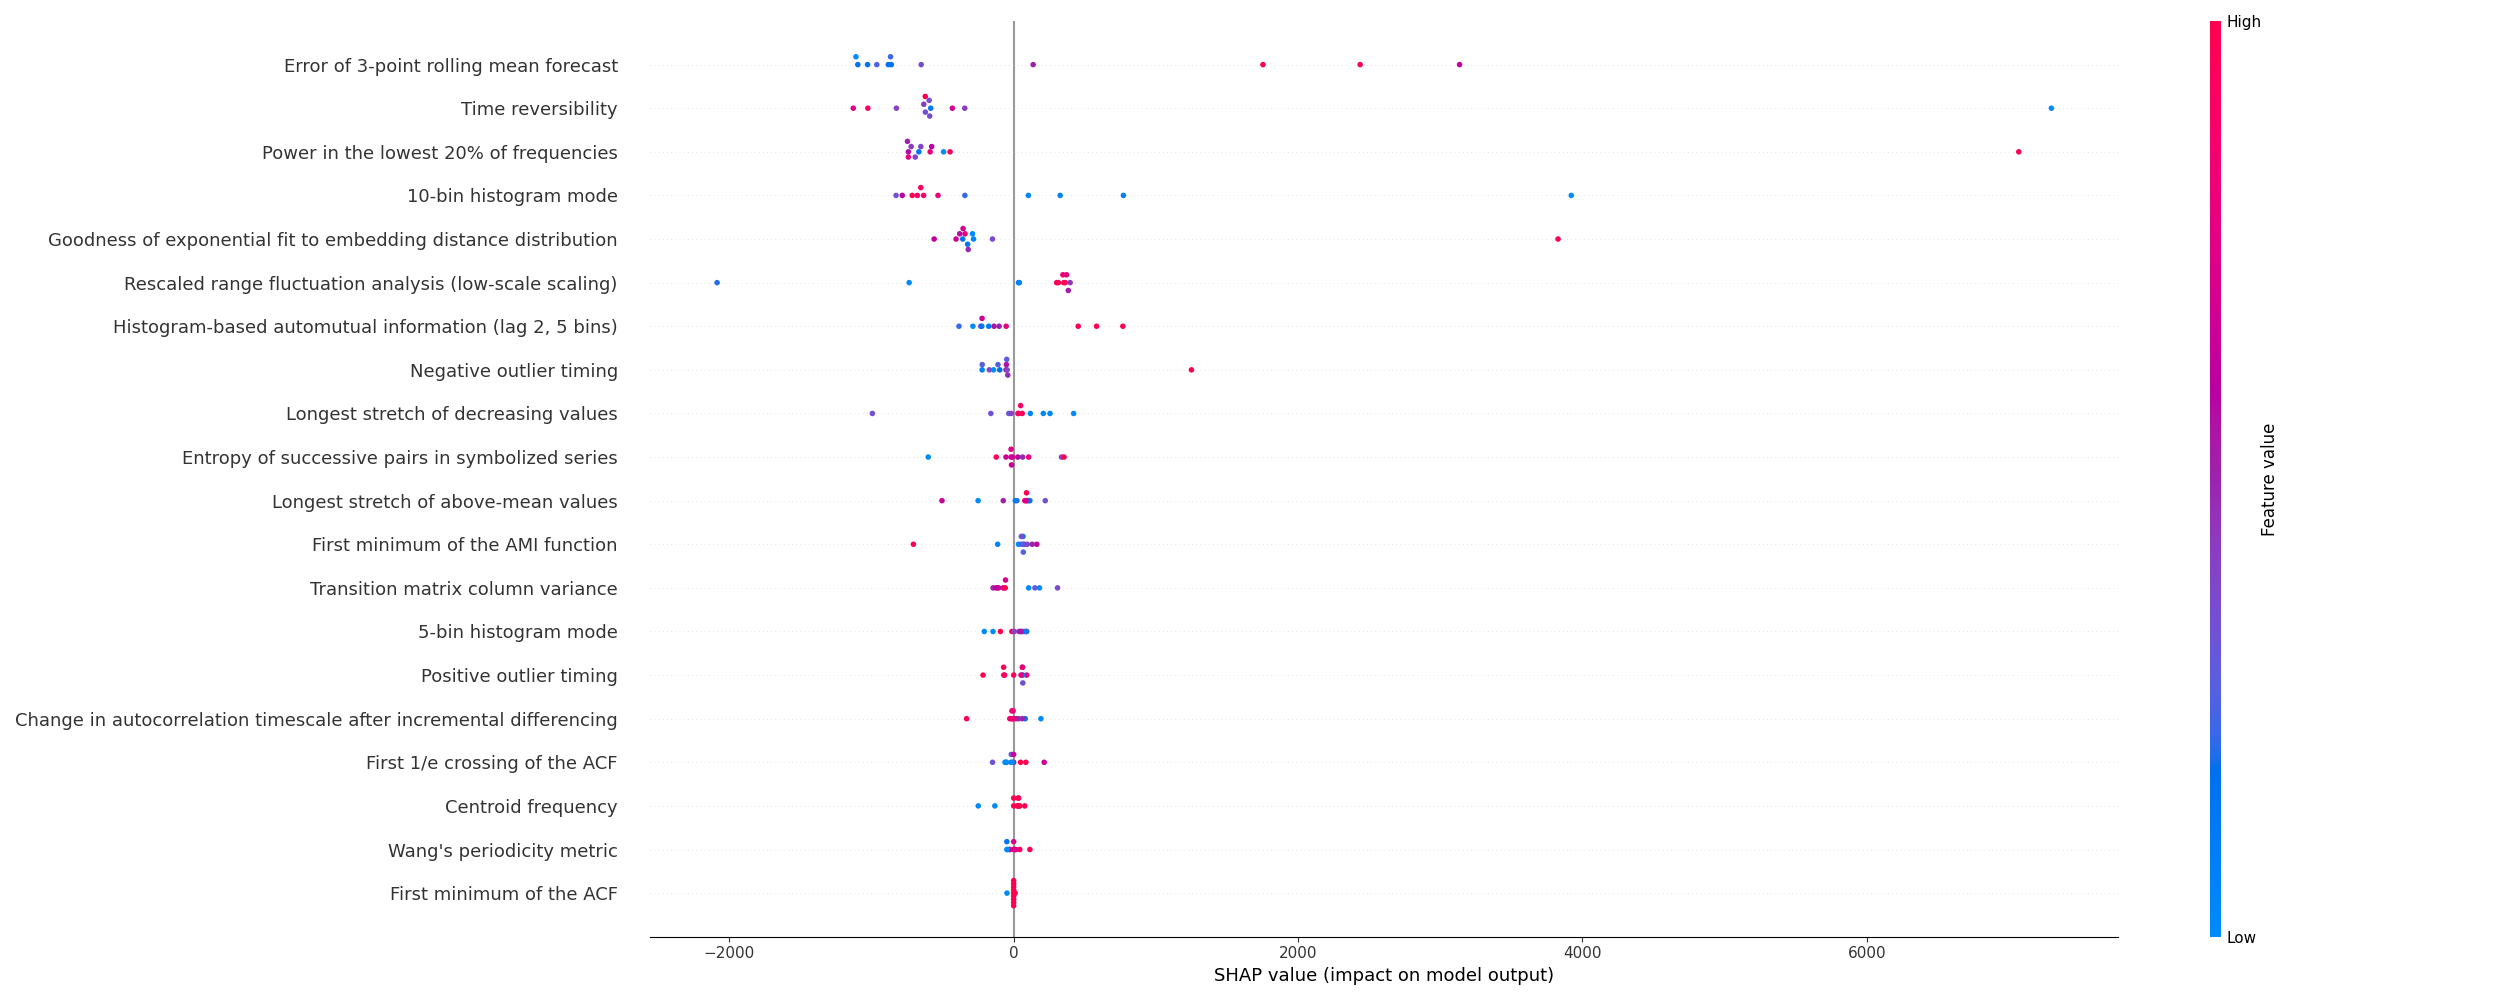 High
Error of 3-point rolling mean forecast
Time reversibility
Power in the lowest 20% of frequencies
10-bin histogram mode
Goodness of exponential fit to embedding distance distribution
Rescaled range fluctuation analysis (low-scale scaling)
Histogram-based automutual information (lag 2, 5 bins)
Negative outlier timing
Longest stretch of decreasing values
Entropy of successive pairs in symbolized series
Longest stretch of above-mean values
First minimum of the AMI function
Transition matrix column variance
5-bin histogram mode
Positive outlier timing
Change in autocorrelation timescale after incremental differencing
First 1/e crossing of the ACF
Centroid frequency
Wang's periodicity metric
First minimum of the ACF
Feature value
Low
−2000 0 2000 4000 6000
SHAP value (impact on model output)